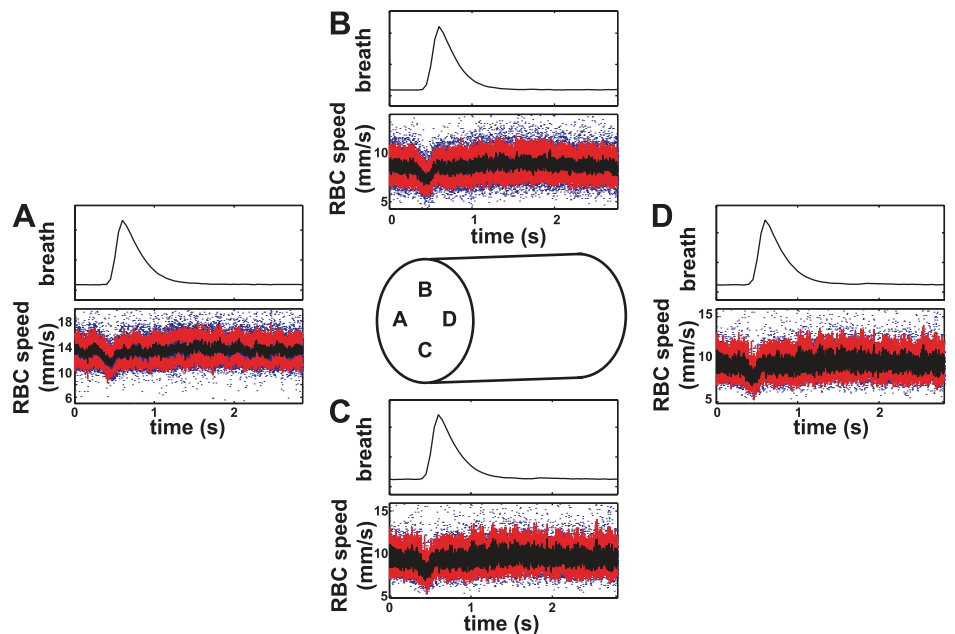 B
breath
RBC speed
(mm/s)
10
5
0
1
2
time (s)
A
breath
RBC speed
(mm/s)
18
14
10
6
0
1
2
time (s)
B
A
D
C
D
breath
RBC speed
(mm/s)
15
10
5
0
1
2
time (s)
C
breath
RBC speed
(mm/s)
15
10
5
0
1
2
time (s)